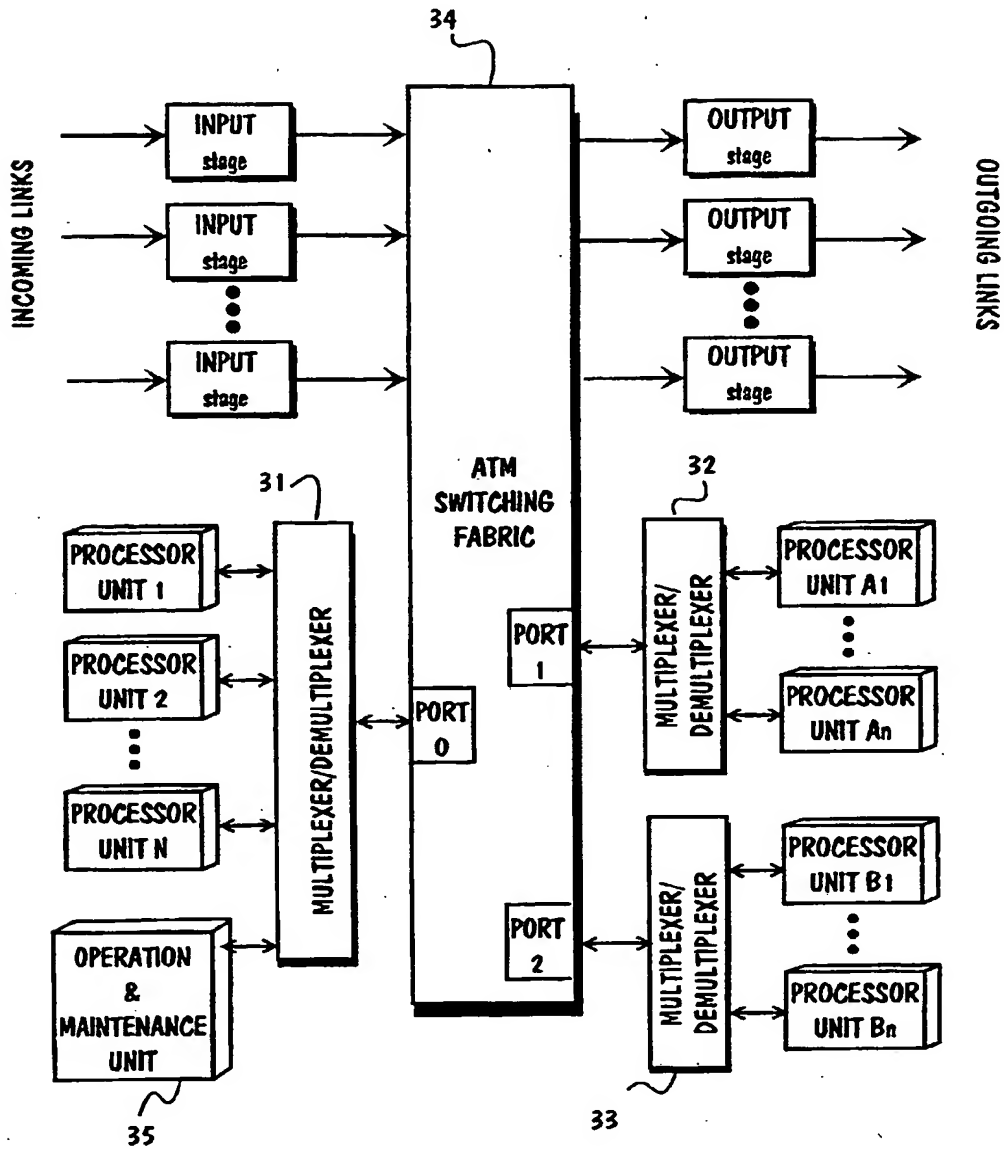 34
INCOMING LINKS
INPUT
stage
INPUT
stage
INPUT
stage
OUTPUT
stage
OUTPUT
stage
OUTPUT
stage
OUTGOING LINKS
ATM
SWITCHING
FABRIC
31
PROCESSOR
UNIT 1
PROCESSOR
UNIT 2
PROCESSOR
UNIT N
OPERATION
&
MAINTENANCE
UNIT
35
MULTIPLEXER/DEMULTIPLEXER
PORT
0
PORT
1
PORT
2
32
MULTIPLEXER/
DEMULTIPLEXER
PROCESSOR
UNIT A1
PROCESSOR
UNIT An
MULTIPLEXER/
DEMULTIPLEXER
PROCESSOR
UNIT B1
PROCESSOR
UNIT Bn
33